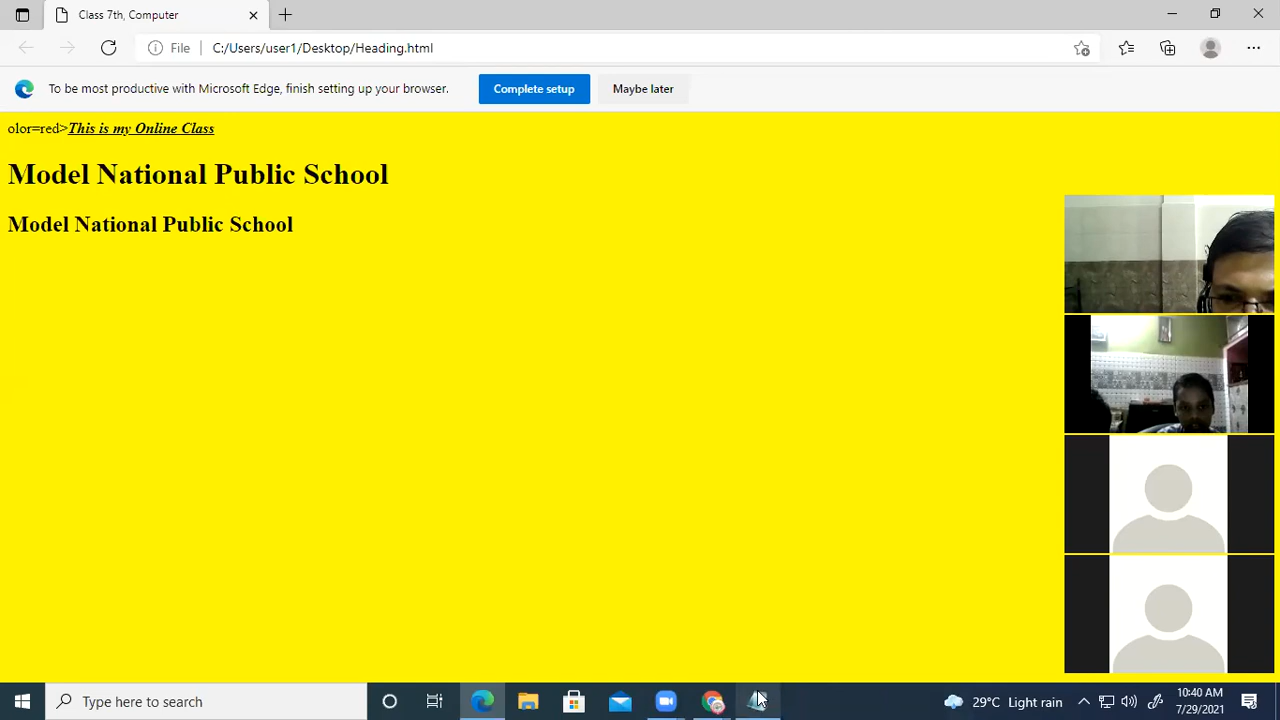 Class 7th, Computer
File C:/Users/user1/Desktop/Heading.html
To be most productive with Microsoft Edge, finish setting up your browser. Complete setup Maybe later
olor=red>This is my Online Class
Model National Public School
Model National Public School
Type here to search
29°C Light rain
10:40 AM
7/29/2021